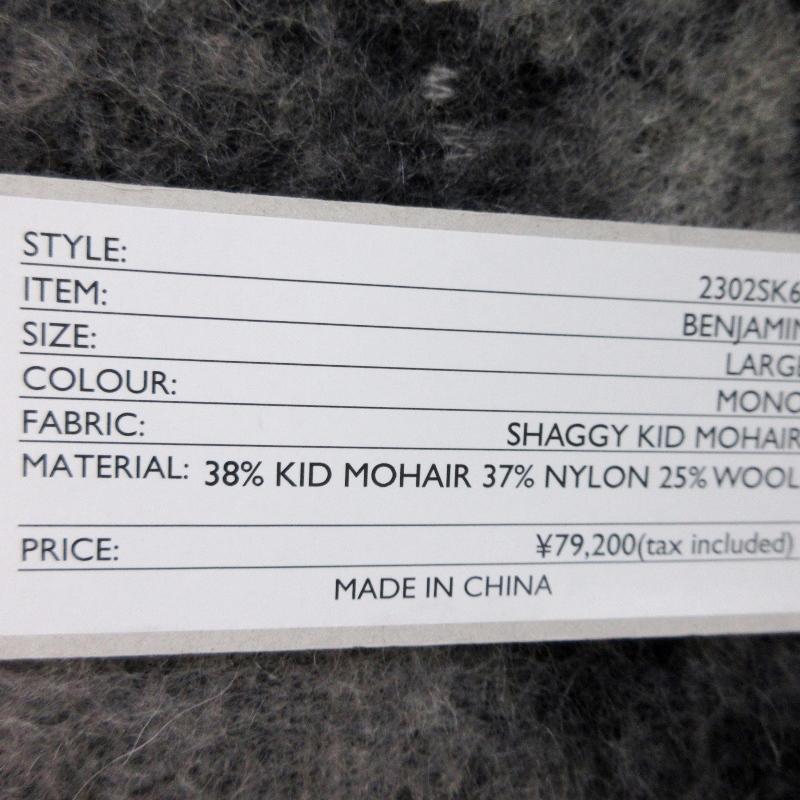 STYLE: 2302SK6
ITEM: BENJAMIN
SIZE: LARGE
COLOUR: MONO
FABRIC: SHAGGY KID MOHAIR
MATERIAL: 38% KID MOHAIR 37% NYLON 25% WOOL
PRICE: ¥79,200(tax included)
MADE IN CHINA